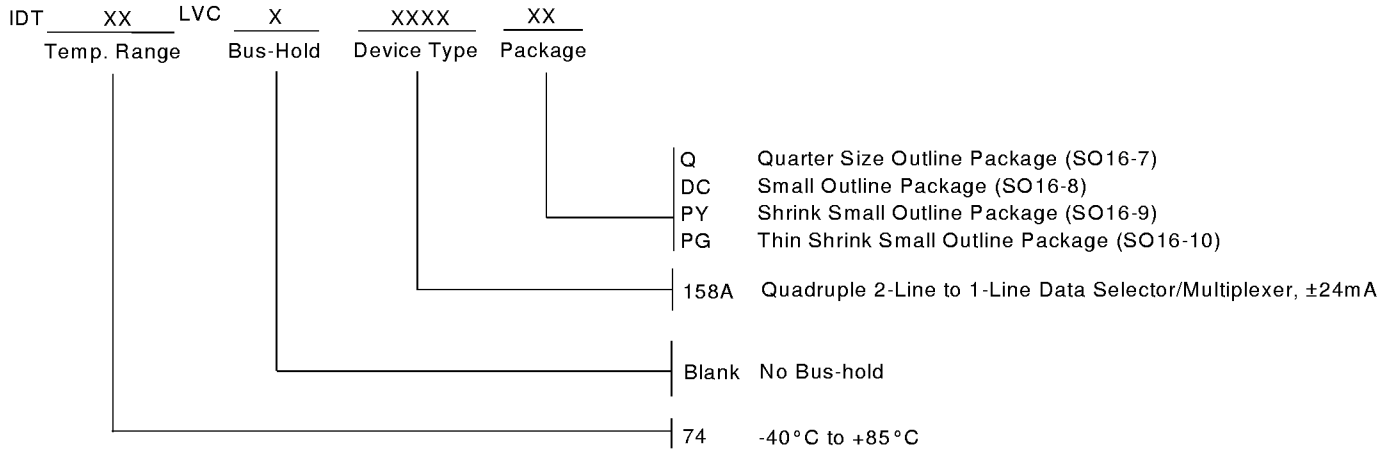 IDT XX LVC X XXXX XX
Temp. Range Bus-Hold Device Type Package
Q Quarter Size Outline Package (SO16-7)
DC Small Outline Package (SO16-8)
PY Shrink Small Outline Package (SO16-9)
PG Thin Shrink Small Outline Package (SO16-10)
158A Quadruple 2-Line to 1-Line Data Selector/Multiplexer, ±24mA
Blank No Bus-hold
74 -40°C to +85°C